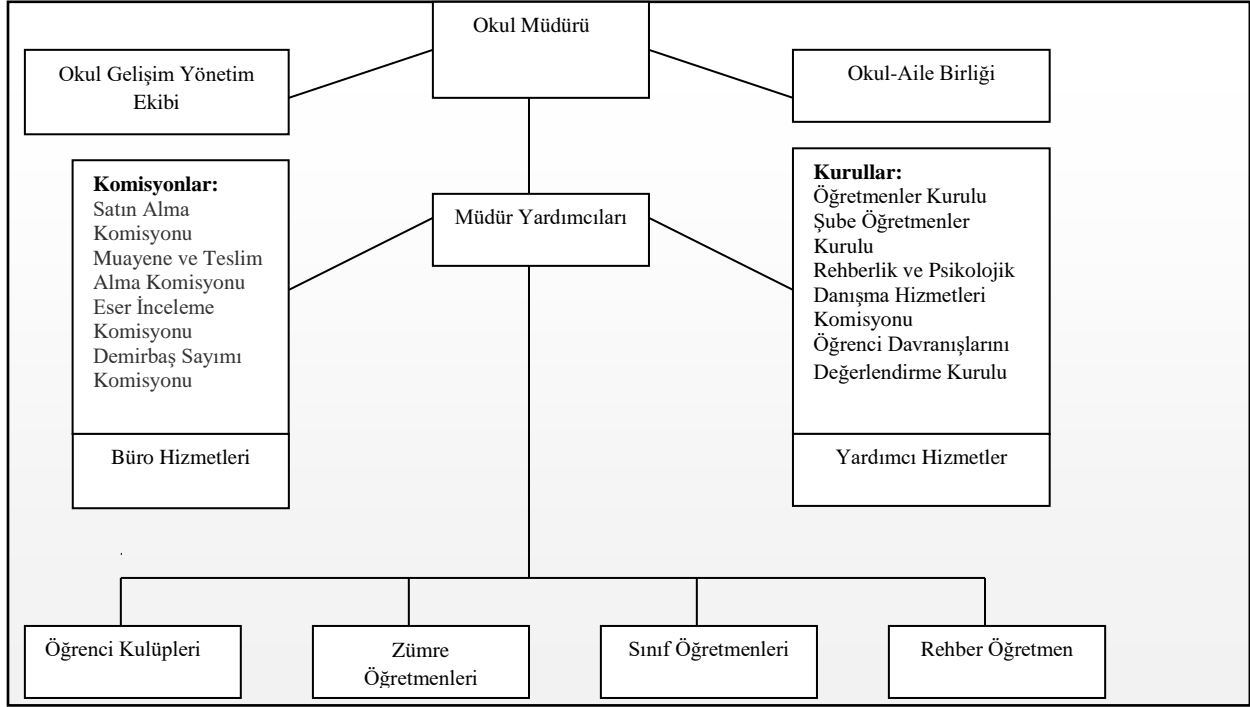 Okul Müdürü
Okul Gelişim Yönetim
Ekibi
Okul-Aile Birliği
Komisyonlar:
Satın Alma
Komisyonu
Muayene ve Teslim
Alma Komisyonu
Eser İnceleme
Komisyonu
Demirbaş Sayımı
Komisyonu
Müdür Yardımcıları
Kurullar:
Öğretmenler Kurulu
Şube Öğretmenler
Kurulu
Rehberlik ve Psikolojik
Danışma Hizmetleri
Komisyonu
Öğrenci Davranışlarını
Değerlendirme Kurulu
Büro Hizmetleri
Yardımcı Hizmetler
Öğrenci Kulüpleri
Zümre
Öğretmenleri
Sınıf Öğretmenleri
Rehber Öğretmen